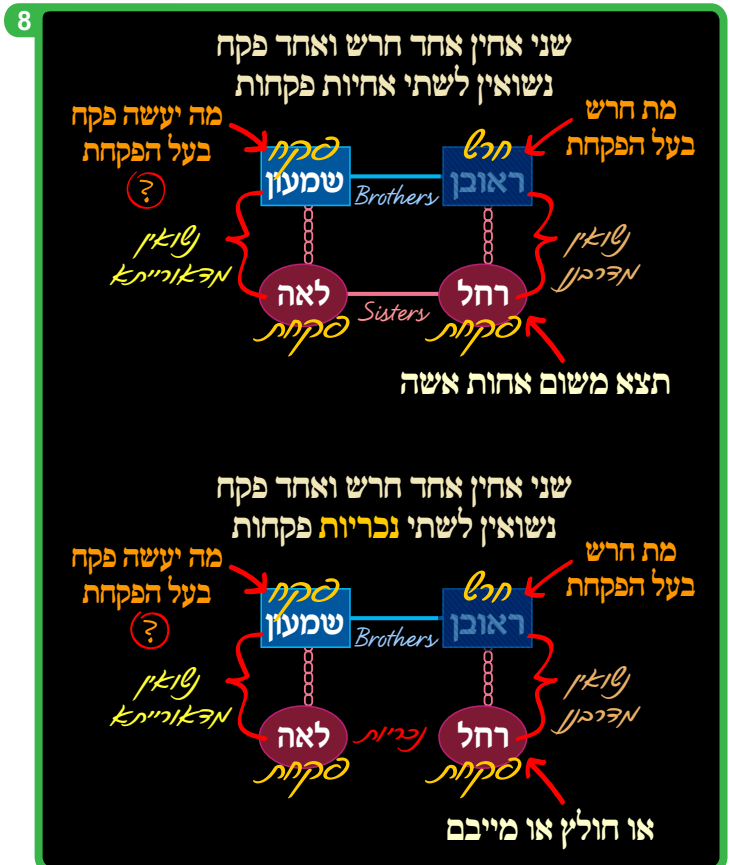 8
שני אחין אחד חרש ואחד פקח
נשואין לשתי אחיות פקחות
מת חרש
בעל הפקחת
מה יעשה פקח
בעל הפקחת
?
חרש
ראובן
Brothers
פקח
שמעון
נשואין
מדרבנן
נשואין
מדאורייתא
רחל
פקחת
Sisters
לאה
פקחת
תצא משום אחות אשה
שני אחין אחד חרש ואחד פקח
נשואין לשתי נכריות פקחות
מת חרש
בעל הפקחת
מה יעשה פקח
בעל הפקחת
?
חרש
ראובן
Brothers
פקח
שמעון
נשואין
מדרבנן
נשואין
מדאורייתא
רחל
פקחת
נכריות
לאה
פקחת
או חולץ או מייבם